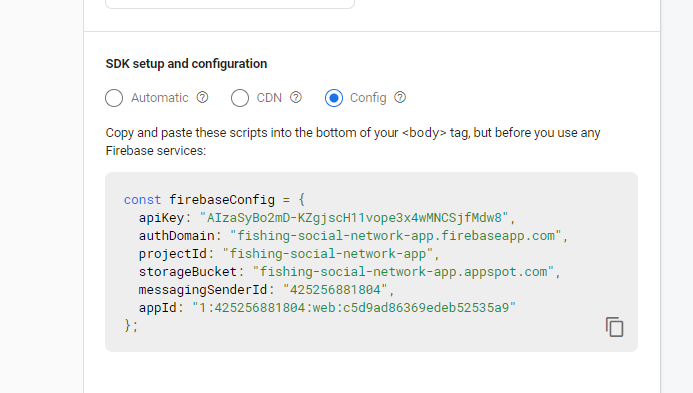 SDK setup and configuration
Automatic
CDN
Config
Copy and paste these scripts into the bottom of your <body> tag, but before you use any
Firebase services:
const firebaseConfig = {
  apiKey: "AIzaSyBo2mD-KZgjscH11vope3x4wMNCSjfMdw8",
  authDomain: "fishing-social-network-app.firebaseapp.com",
  projectId: "fishing-social-network-app",
  storageBucket: "fishing-social-network-app.appspot.com",
  messagingSenderId: "425256881804",
  appId: "1:425256881804:web:c5d9ad86369edeb52535a9"
};